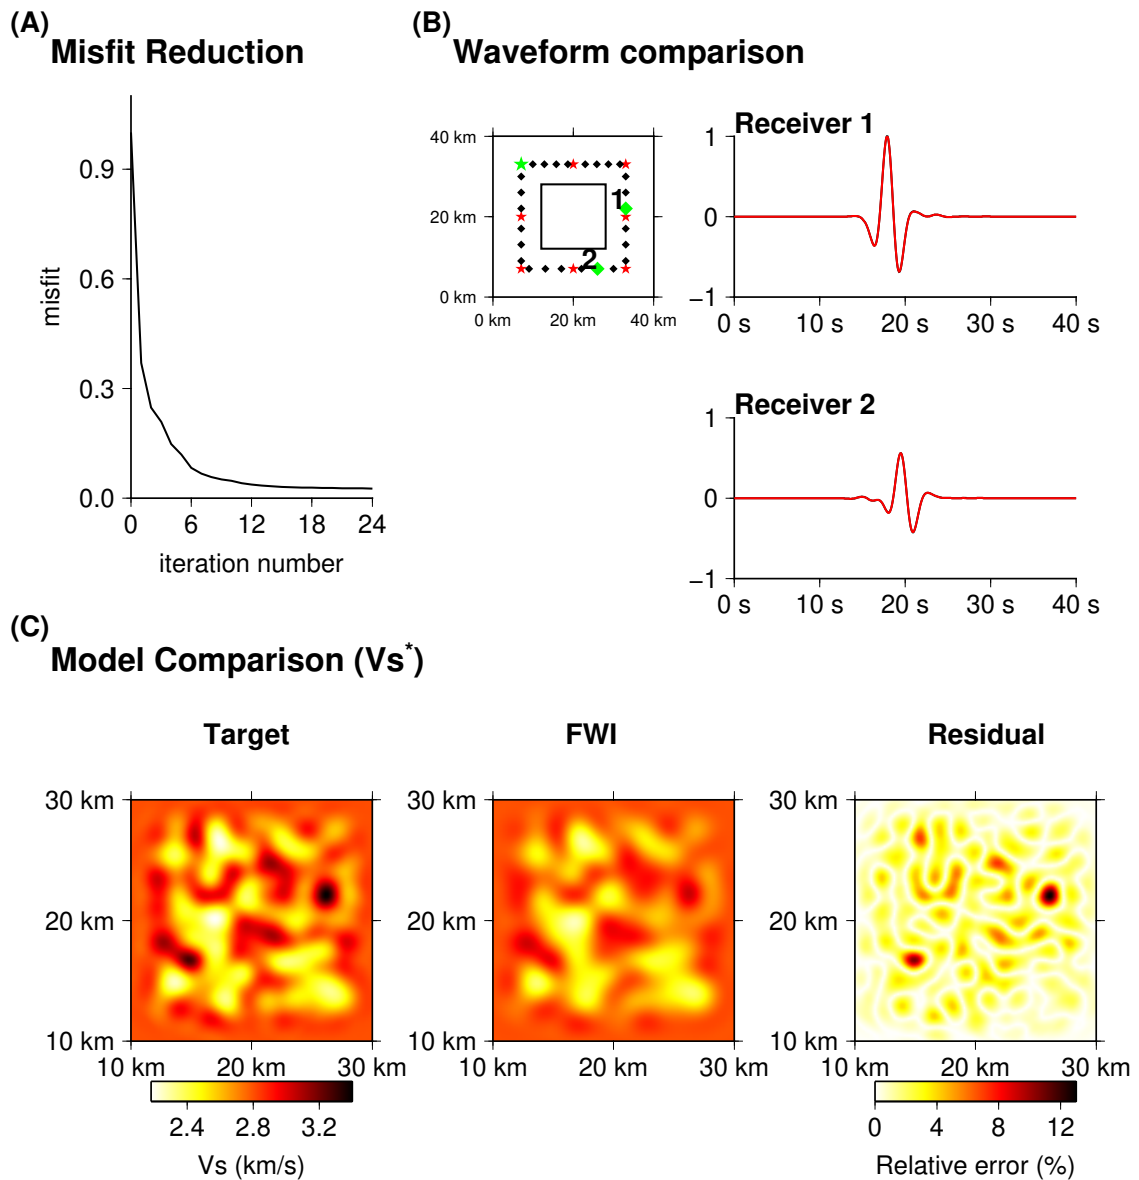 (A)
Misfit Reduction
0.9
0.6
0.3
0.0
misfit
0 6 12 18 24
iteration number
(B)
Waveform comparison
40 km
20 km
0 km
0 km 20 km 40 km
1
2
Receiver 1
1
0
−1
0 s 10 s 20 s 30 s 40 s
Receiver 2
1
0
−1
0 s 10 s 20 s 30 s 40 s
(C)
Model Comparison (Vs*)
Target
30 km
20 km
10 km
10 km 20 km 30 km
2.4 2.8 3.2
Vs (km/s)
FWI
30 km
20 km
10 km
10 km 20 km 30 km
Residual
30 km
20 km
10 km
10 km 20 km 30 km
0 4 8 12
Relative error (%)